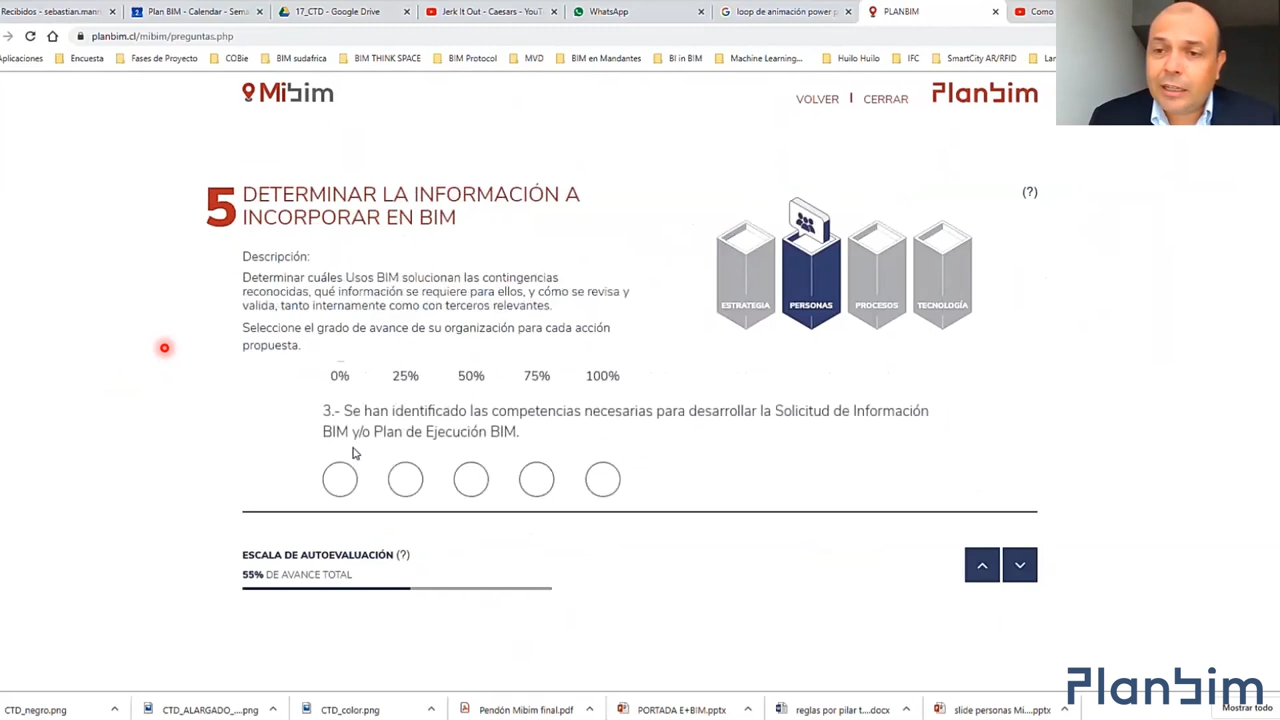 Recibidos - sebastian.man
Plan BIM - Calendar - Sema
17_CTD - Google Drive
Jerk It Out - Caesars - YouT
WhatsApp
loop de animación power p
PLANBIM
Como
planbim.cl/mibim/preguntas.php
plicaciones
Encuesta
Fases de Proyecto
COBie
BIM sudafrica
BIM THINK SPACE
BIM Protocol
MVD
BIM en Mandantes
BI in BIM
Machine Learning...
Huilo Huilo
IFC
SmartCity AR/RFID
Lar
Mibim
VOLVER | CERRAR
Planbim
5 DETERMINAR LA INFORMACIÓN A
INCORPORAR EN BIM
(?)
Descripción:
Determinar cuáles Usos BIM solucionan las contingencias
reconocidas, qué información se requiere para ellos, y cómo se revisa y
valida, tanto internamente como con terceros relevantes.
Seleccione el grado de avance de su organización para cada acción
propuesta.
ESTRATEGIA
PERSONAS
PROCESOS
TECNOLOGÍA
0% 25% 50% 75% 100%
3.- Se han identificado las competencias necesarias para desarrollar la Solicitud de Información
BIM y/o Plan de Ejecución BIM.
ESCALA DE AUTOEVALUACIÓN (?)
55% DE AVANCE TOTAL
Planbim
CTD_negro.png
CTD_ALARGADO_....png
CTD_color.png
Pendón Mibim final.pdf
PORTADA E+BIM.pptx
reglas por pilar t....docx
slide personas Mi....pptx
Mostrar todo